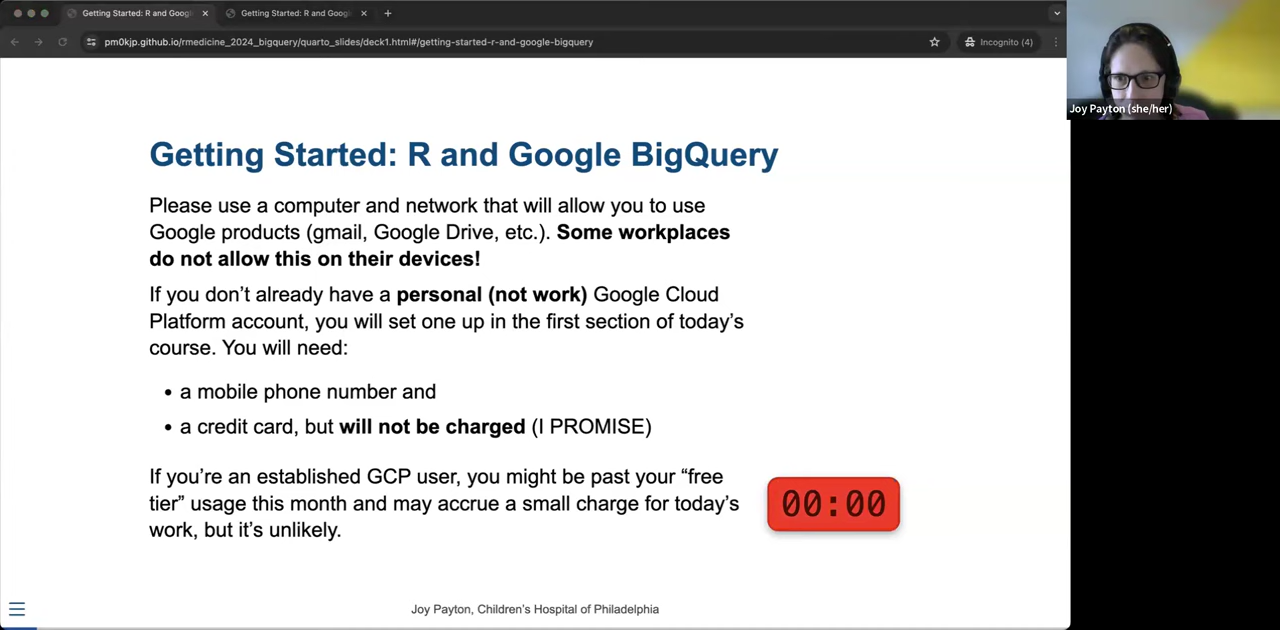 Getting Started: R and Goog
Getting Started: R and Goog
pm0kjp.github.io/rmedicine_2024_bigquery/quarto_slides/deck1.html#/getting-started-r-and-google-bigquery
Incognito (4)
Joy Payton (she/her)
Getting Started: R and Google BigQuery
Please use a computer and network that will allow you to use
Google products (gmail, Google Drive, etc.). Some workplaces
do not allow this on their devices!
If you don’t already have a personal (not work) Google Cloud
Platform account, you will set one up in the first section of today’s
course. You will need:
• a mobile phone number and
• a credit card, but will not be charged (I PROMISE)
If you’re an established GCP user, you might be past your “free
tier” usage this month and may accrue a small charge for today’s
work, but it’s unlikely.
00:00
Joy Payton, Children’s Hospital of Philadelphia